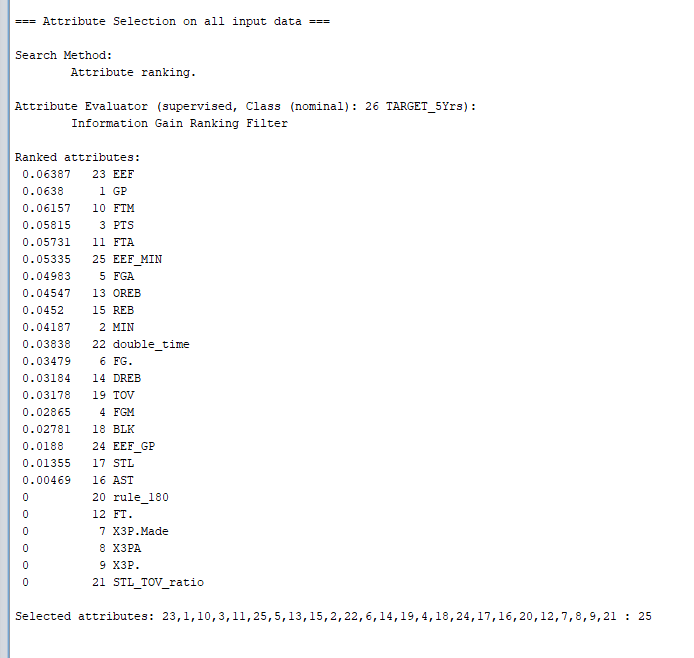 === Attribute Selection on all input data ===
Search Method:
Attribute ranking.
Attribute Evaluator (supervised, Class (nominal): 26 TARGET_5Yrs):
Information Gain Ranking Filter
Ranked attributes:
0.06387 23 EEF
0.0638 1 GP
0.06157 10 FTM
0.05815 3 PTS
0.05731 11 FTA
0.05335 25 EEF_MIN
0.04983 5 FGA
0.04547 13 OREB
0.0452 15 REB
0.04187 2 MIN
0.03838 22 double_time
0.03479 6 FG.
0.03184 14 DREB
0.03178 19 TOV
0.02865 4 FGM
0.02781 18 BLK
0.0188 24 EEF_GP
0.01355 17 STL
0.00469 16 AST
0 20 rule_180
0 12 FT.
0 7 X3P.Made
0 8 X3PA
0 9 X3P.
0 21 STL_TOV_ratio
Selected attributes: 23,1,10,3,11,25,5,13,15,2,22,6,14,19,4,18,24,17,16,20,12,7,8,9,21 : 25